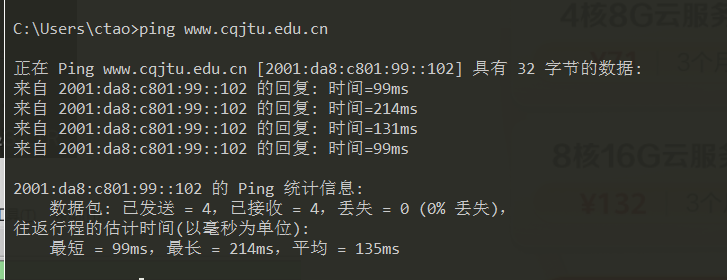 C:\Users\ctao>ping www.cqjtu.edu.cn
4核8G云服务
正在 Ping www.cqjtu.edu.cn [2001:da8:c801:99::102] 具有 32 字节的数据:
来自 2001:da8:c801:99::102 的回复: 时间=99ms
来自 2001:da8:c801:99::102 的回复: 时间=214ms
来自 2001:da8:c801:99::102 的回复: 时间=131ms
来自 2001:da8:c801:99::102 的回复: 时间=99ms
8核16G云服务
2001:da8:c801:99::102 的 Ping 统计信息:
数据包: 已发送 = 4，已接收 = 4，丢失 = 0 (0% 丢失)，
¥132
往返行程的估计时间(以毫秒为单位):
最短 = 99ms，最长 = 214ms，平均 = 135ms